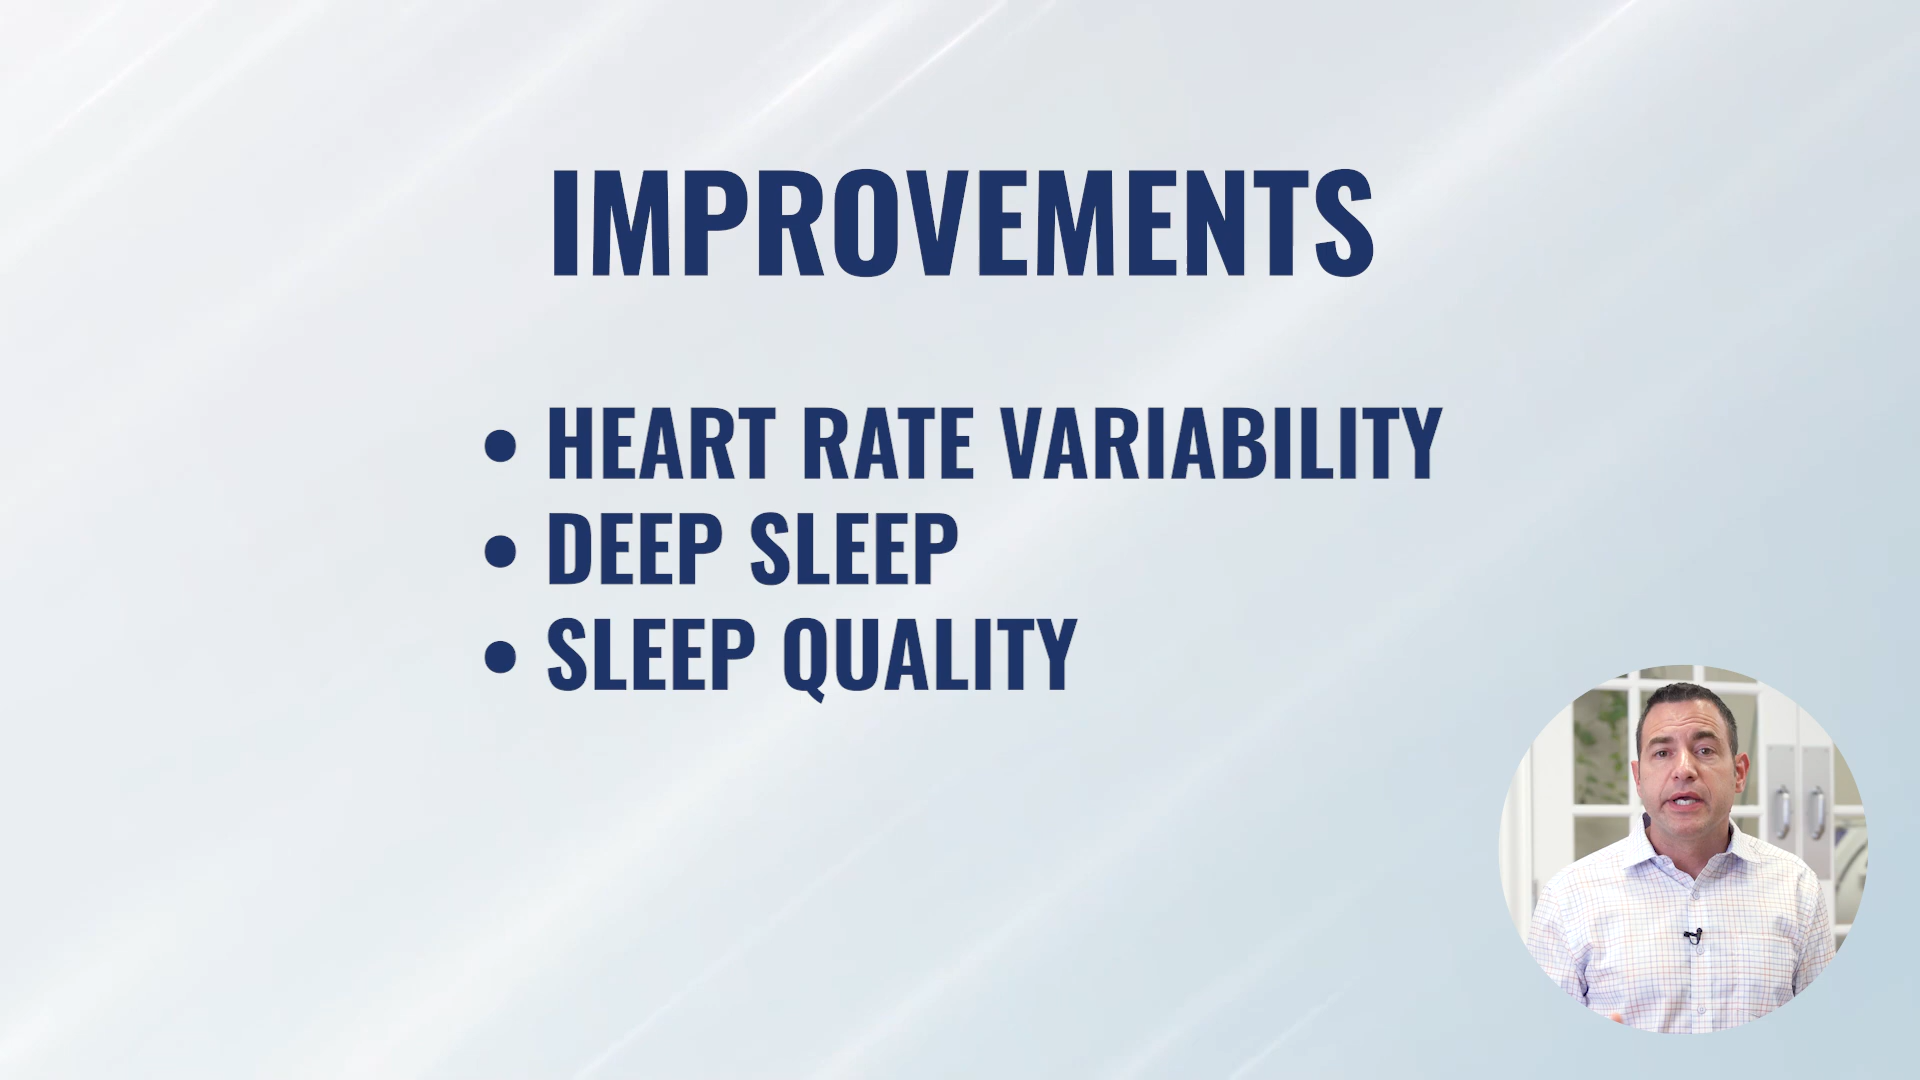 IMPROVEMENTS
• HEART RATE VARIABILITY
• DEEP SLEEP
• SLEEP QUALITY